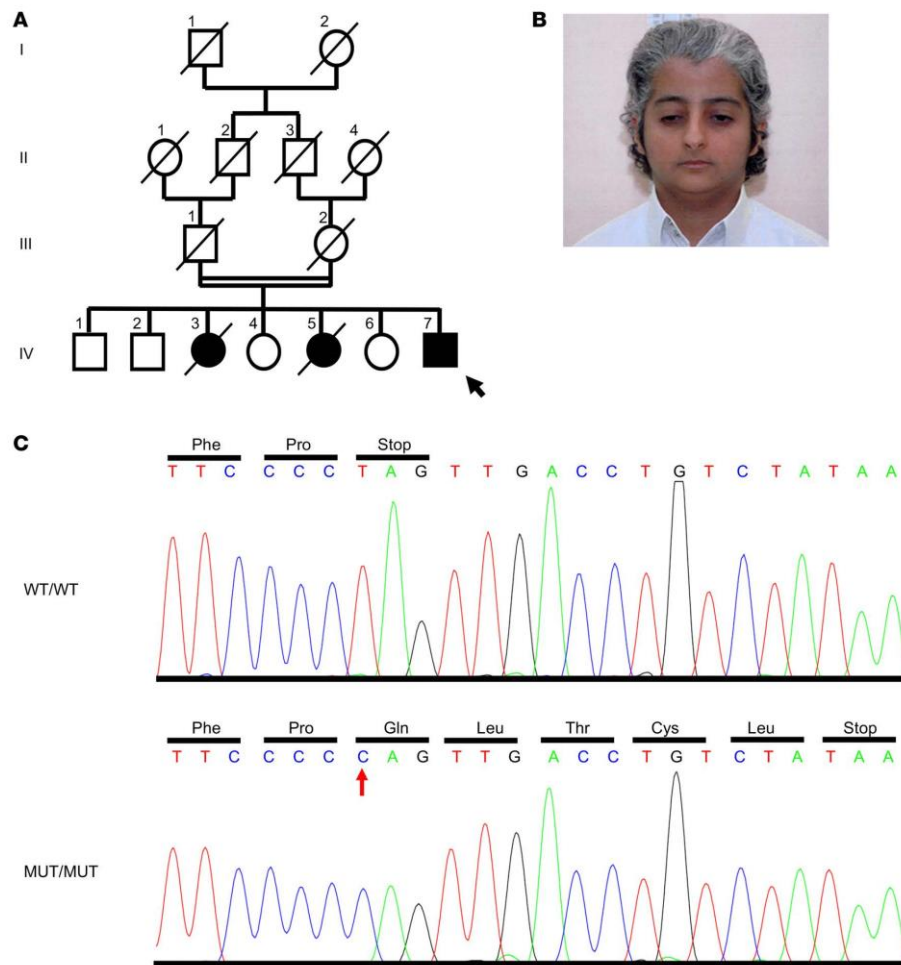 A
B
I
1
2
II
1
2
3
4
III
1
2
IV
1
2
3
4
5
6
7
C
Phe Pro Stop
T T C C C C T A G T T G A C C T G T C T A T A A
WT/WT
Phe Pro Gln Leu Thr Cys Leu Stop
T T C C C C C A G T T G A C C T G T C T A T A A
MUT/MUT